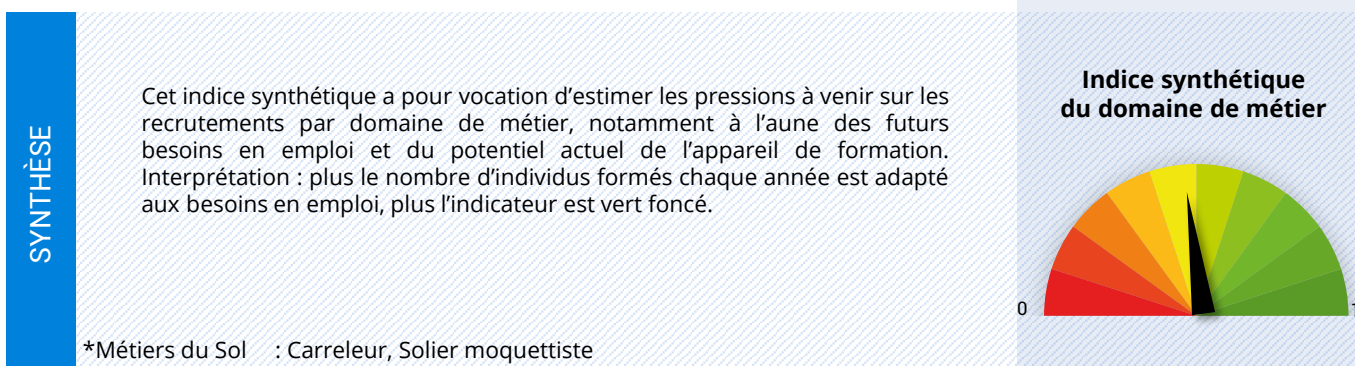 SYNTHÈSE
Cet indice synthétique a pour vocation d’estimer les pressions à venir sur les
recrutements par domaine de métier, notamment à l’aune des futurs
besoins en emploi et du potentiel actuel de l’appareil de formation.
Interprétation : plus le nombre d’individus formés chaque année est adapté
aux besoins en emploi, plus l’indicateur est vert foncé.
*Métiers du Sol : Carreleur, Solier moquettiste
Indice synthétique
du domaine de métier
0